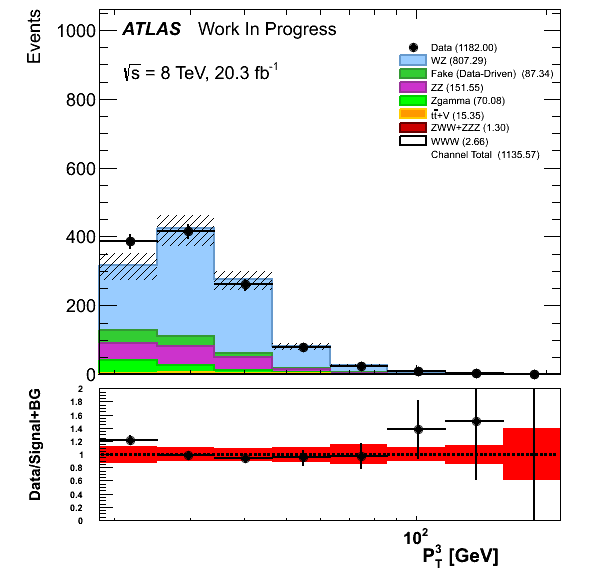 Events
ATLAS Work In Progress
√s = 8 TeV, 20.3 fb⁻¹
Data (1182.00)
WZ (807.29)
Fake (Data-Driven) (87.34)
ZZ (151.55)
Zgamma (70.08)
tt̄+V (15.35)
ZWW+ZZZ (1.30)
WWW (2.66)
Channel Total (1135.57)
1000
800
600
400
200
0
Data/Signal+BG
2
1.8
1.6
1.4
1.2
1
0.8
0.6
0.4
0.2
0
10²
P³_T [GeV]